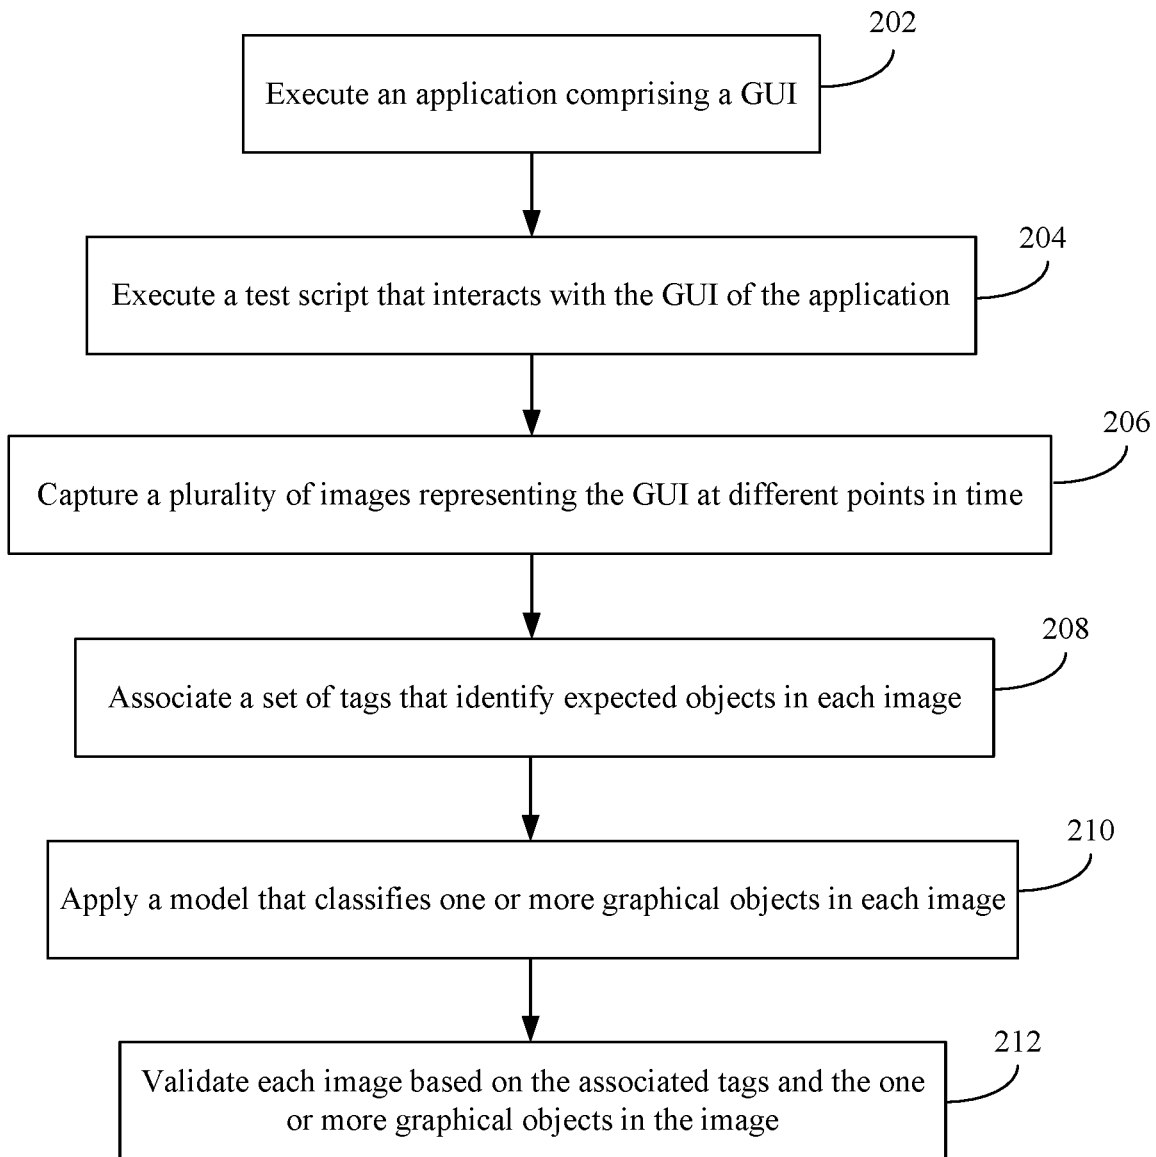 202
Execute an application comprising a GUI
204
Execute a test script that interacts with the GUI of the application
206
Capture a plurality of images representing the GUI at different points in time
208
Associate a set of tags that identify expected objects in each image
210
Apply a model that classifies one or more graphical objects in each image
212
Validate each image based on the associated tags and the one
or more graphical objects in the image